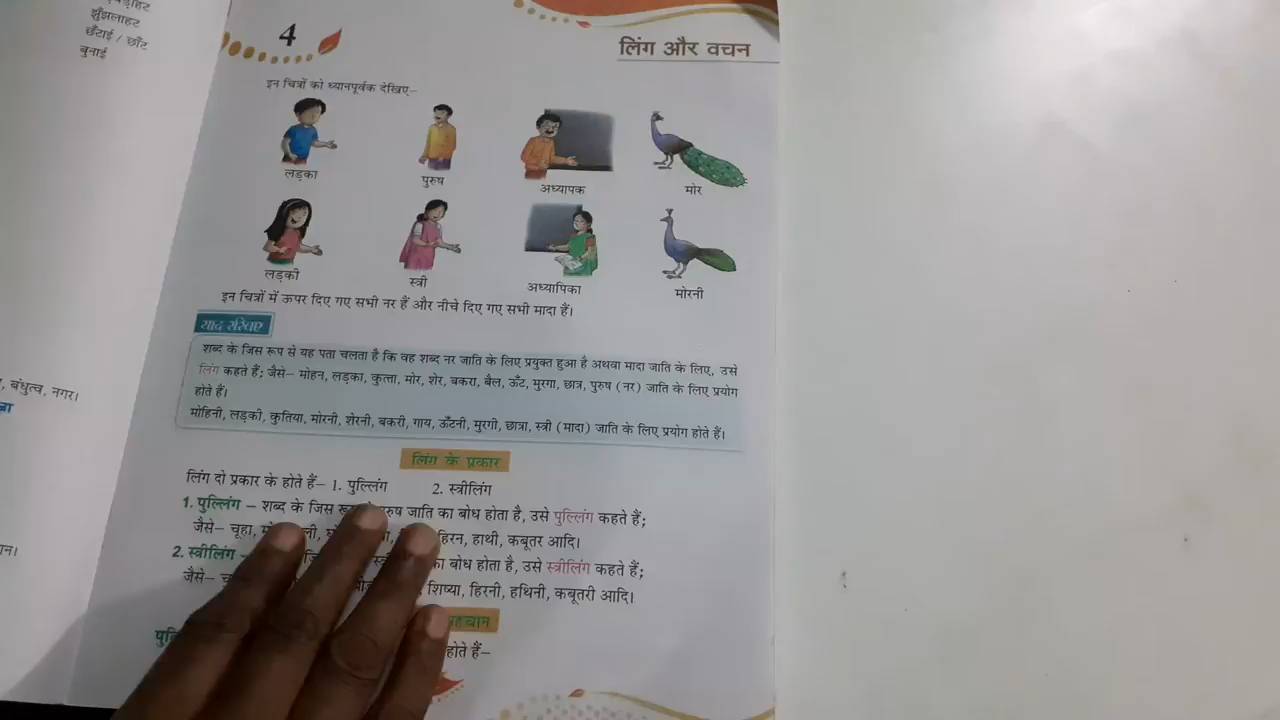 झुँझलाहट
छँटाई / छाँट
बुनाई
, बंधुत्व, नगर।
4
लिंग और वचन
इन चित्रों को ध्यानपूर्वक देखिए–
लड़का पुरुष अध्यापक मोर
लड़की स्त्री अध्यापिका मोरनी
इन चित्रों में ऊपर दिए गए सभी नर हैं और नीचे दिए गए सभी मादा हैं।
याद रखिए
शब्द के जिस रूप से यह पता चलता है कि वह शब्द नर जाति के लिए प्रयुक्त हुआ है अथवा मादा जाति के लिए, उसे
लिंग कहते हैं; जैसे– मोहन, लड़का, कुत्ता, मोर, शेर, बकरा, बैल, ऊँट, मुरगा, छात्र, पुरुष (नर) जाति के लिए प्रयोग
होते हैं।
मोहिनी, लड़की, कुतिया, मोरनी, शेरनी, बकरी, गाय, ऊँटनी, मुरगी, छात्रा, स्त्री (मादा) जाति के लिए प्रयोग होते हैं।
लिंग के प्रकार
लिंग दो प्रकार के होते हैं– 1. पुल्लिंग 2. स्त्रीलिंग
1. पुल्लिंग – शब्द के जिस जाति का बोध होता है, उसे पुल्लिंग कहते हैं;
जैसे– चूहा, हिरन, हाथी, कबूतर आदि।
2. स्त्रीलिंग – का बोध होता है, उसे स्त्रीलिंग कहते हैं;
जैसे– शिष्या, हिरनी, हथिनी, कबूतरी आदि।
होते हैं–